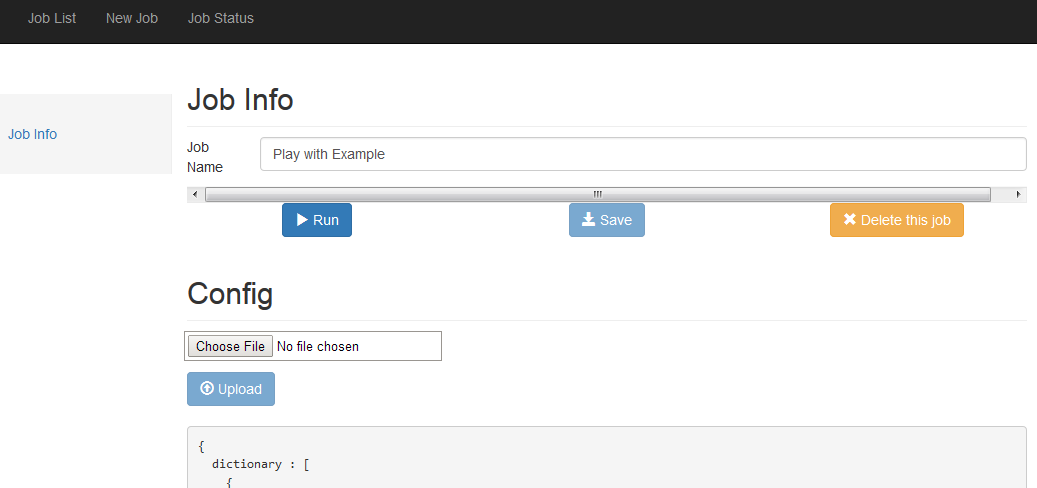 Job List New Job Job Status
Job Info
Job Info
Job
Name
Play with Example
Run Save Delete this job
Config
Choose File No file chosen
Upload
{
dictionary : [
{